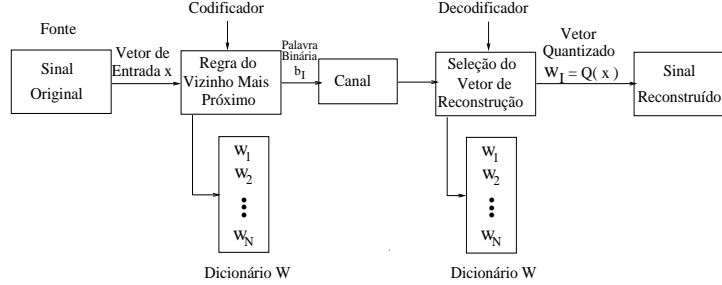 Fonte
Sinal
Original
Vetor de
Entrada x
Codificador
Regra do
Vizinho Mais
Próximo
Palavra
Binária
b_I
Canal
Decodificador
Seleção do
Vetor de
Reconstrução
Vetor
Quantizado
W_I = Q( x )
Sinal
Reconstruído
W_1
W_2
W_N
Dicionário W
W_1
W_2
W_N
Dicionário W